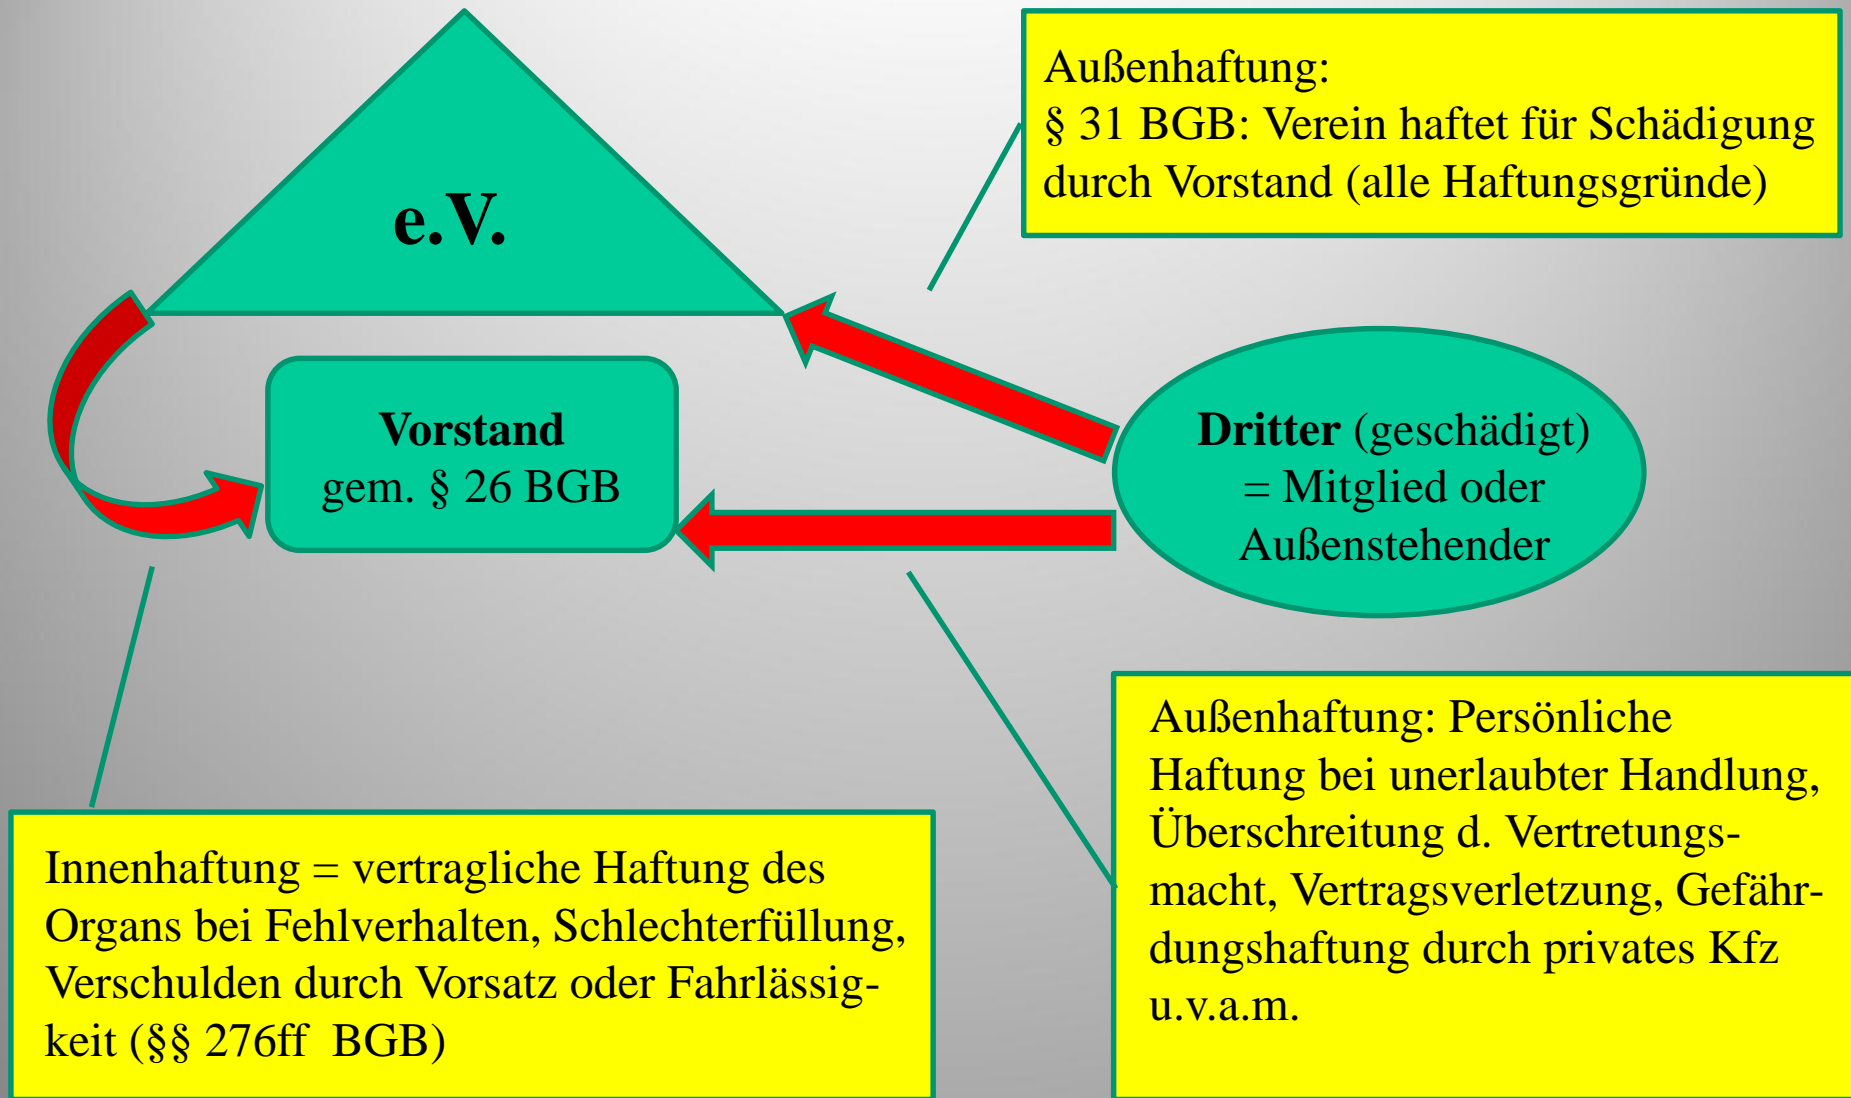 Außenhaftung:
§ 31 BGB: Verein haftet für Schädigung
durch Vorstand (alle Haftungsgründe)
e.V.
Vorstand
gem. § 26 BGB
Dritter (geschädigt)
= Mitglied oder
Außenstehender
Außenhaftung: Persönliche
Haftung bei unerlaubter Handlung,
Überschreitung d. Vertretungs-
macht, Vertragsverletzung, Gefähr-
dungshaftung durch privates Kfz
u.v.a.m.
Innenhaftung = vertragliche Haftung des
Organs bei Fehlverhalten, Schlechterfüllung,
Verschulden durch Vorsatz oder Fahrlässig-
keit (§§ 276ff  BGB)